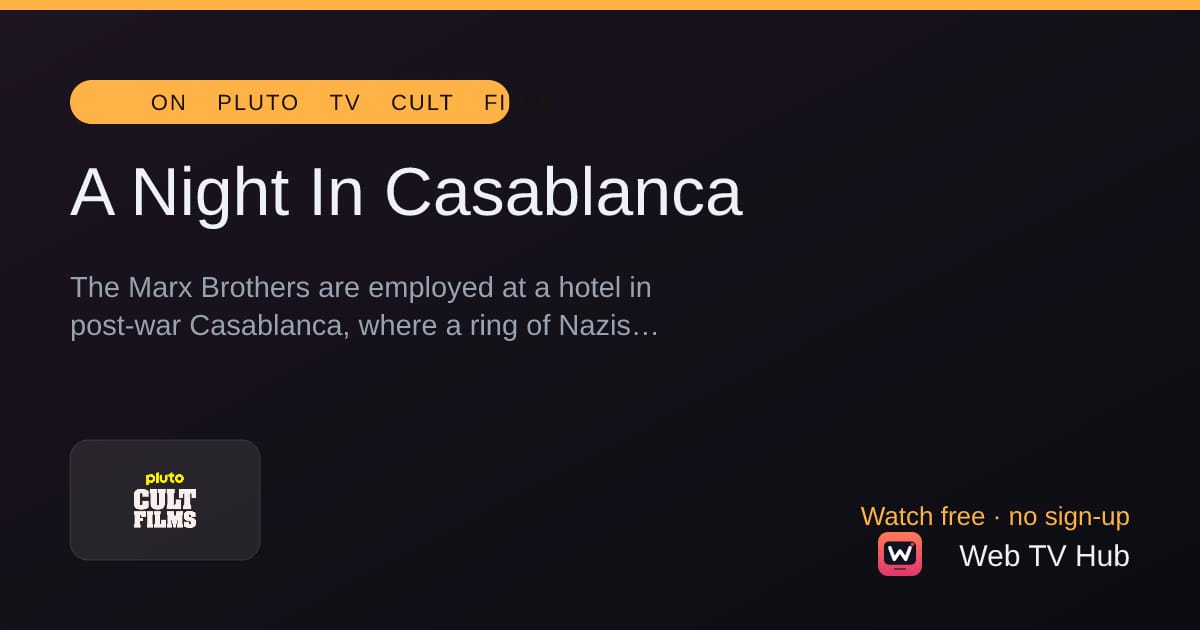 ON PLUTO TV CULT FILMS
A Night In Casablanca
The Marx Brothers are employed at a hotel in
post-war Casablanca, where a ring of Nazis…
pluto
CULT
FILMS
Watch free · no sign-up
W
Web TV Hub